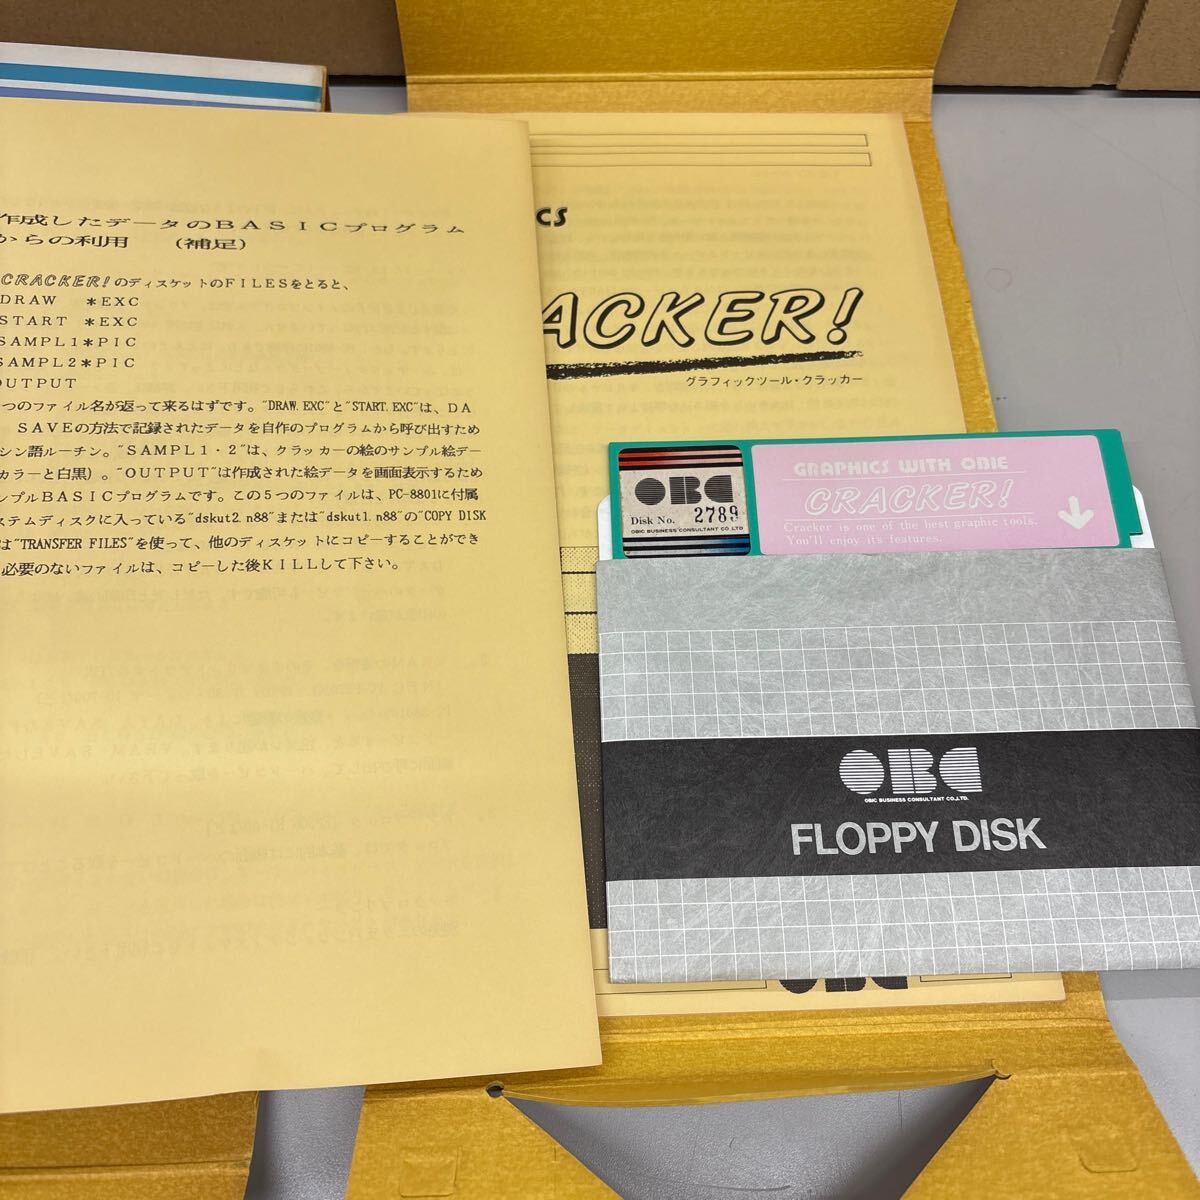 作成したデータのBASICプログラム
からの利用　(補足)
CRACKER!のディスケットのFILESをとると、
DRAW *EXC
START *EXC
SAMPL1*PIC
SAMPL2*PIC
OUTPUT
つのファイル名が返って来るはずです。"DRAW.EXC"と"START.EXC"は、DA
SAVEの方法で記録されたデータを自作のプログラムから呼び出すため
シン語ルーチン。"SAMPL1・2"は、クラッカーの絵のサンプル絵デー
カラーと白黒)。"OUTPUT"は作成された絵データを画面表示するため
ンプルBASICプログラムです。この5つのファイルは、PC-8801に付属
ステムディスクに入っている"dskut2.n88"または"dskut1.n88"の"COPY DISK
は"TRANSFER FILES"を使って、他のディスケットにコピーすることができ
必要のないファイルは、コピーした後KILLして下さい。
CS
ACKER!
グラフィックツール・クラッカー
OBC
Disk No. 2789
OBIC BUSINESS CONSULTANT CO.,LTD.
GRAPHICS WITH OBIE
CRACKER!
Cracker is one of the best graphic tools.
You'll enjoy its features.
OBC
OBIC BUSINESS CONSULTANT CO.,LTD.
FLOPPY DISK
OBC